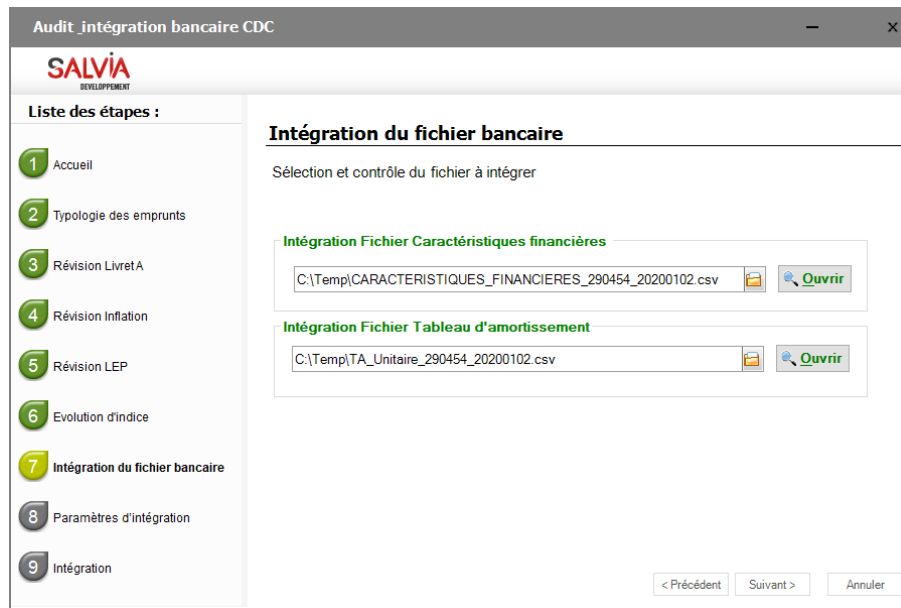 Audit_intégration bancaire CDC
SALVIA
DEVELOPPEMENT
Liste des étapes :
1 Accueil
2 Typologie des emprunts
3 Révision Livret A
4 Révision Inflation
5 Révision LEP
6 Evolution d'indice
7 Intégration du fichier bancaire
8 Paramètres d'intégration
9 Intégration
Intégration du fichier bancaire
Sélection et contrôle du fichier à intégrer
Intégration Fichier Caractéristiques financières
C:\Temp\CARACTERISTIQUES_FINANCIERES_290454_20200102.csv Ouvrir
Intégration Fichier Tableau d'amortissement
C:\Temp\TA_Unitaire_290454_20200102.csv Ouvrir
< Précédent Suivant > Annuler